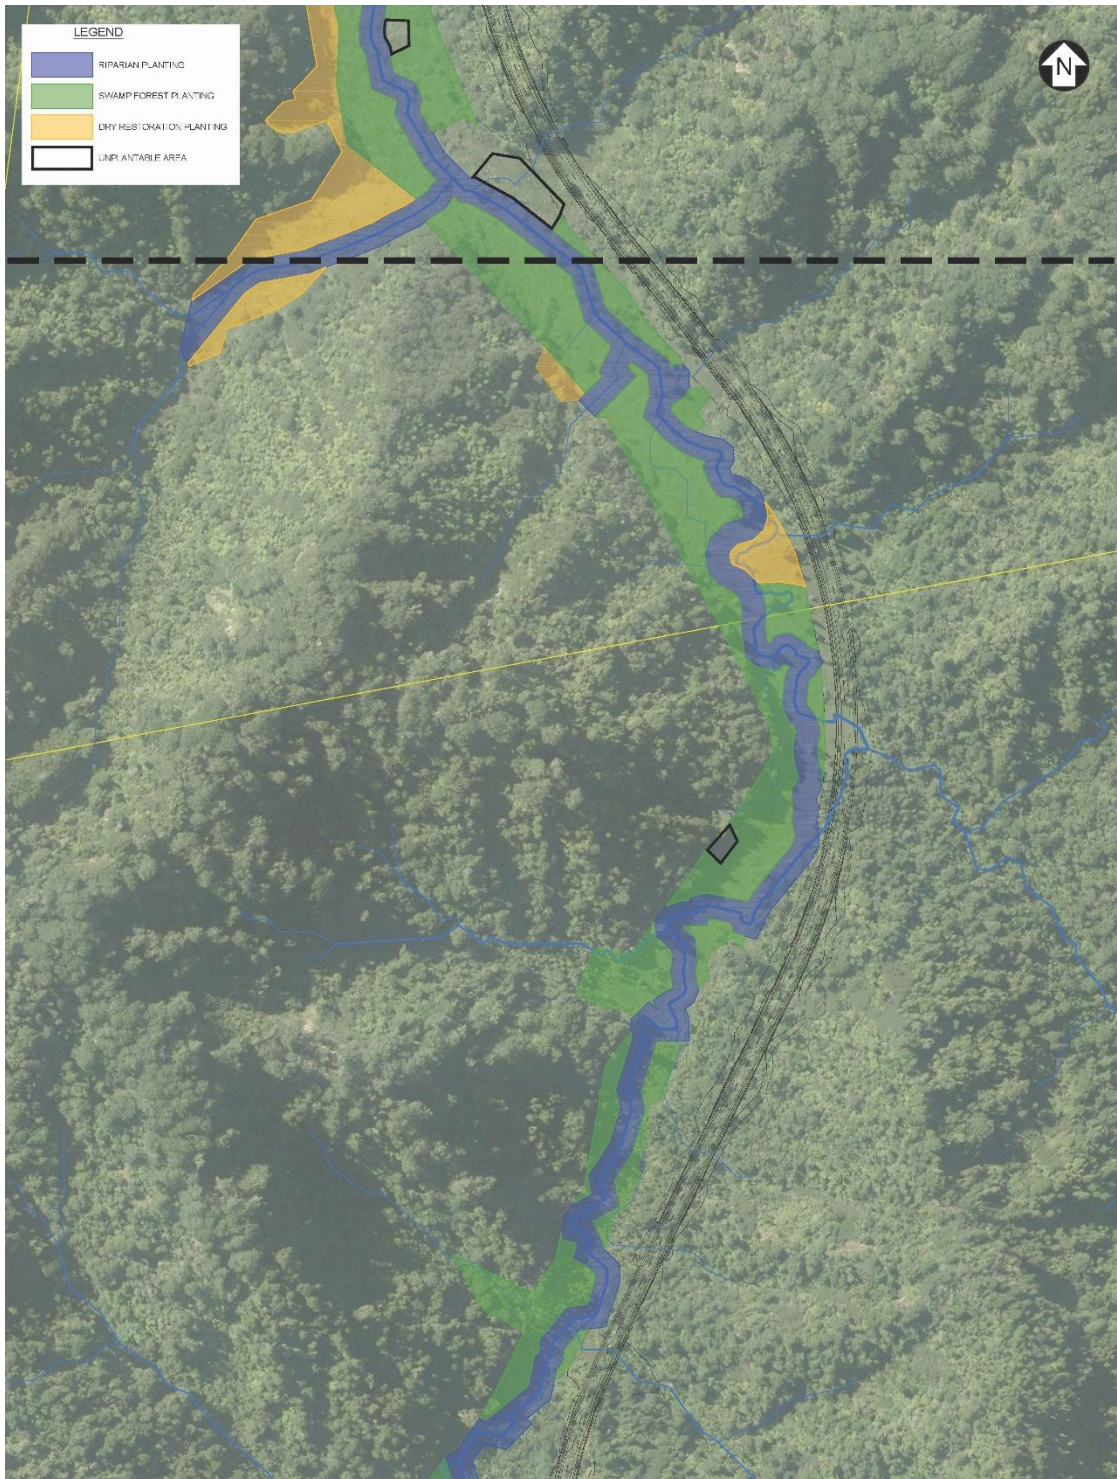 LEGEND
RIPARIAN PLANTING
SWAMP FOREST PLANTING
DRY RESTORATION PLANTING
UNPLANTABLE AREA
N